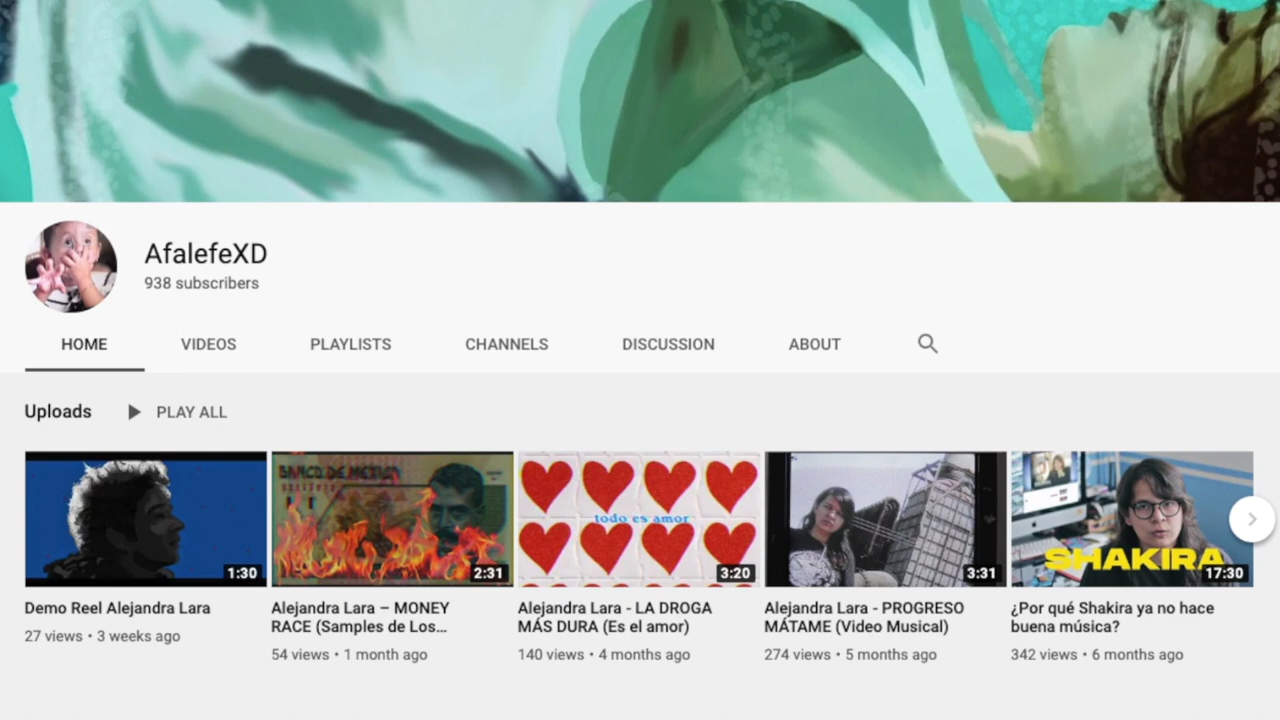 AfalefeXD
938 subscribers
HOME VIDEOS PLAYLISTS CHANNELS DISCUSSION ABOUT
Uploads PLAY ALL
BANCO DE MEXICO
todo es amor
SHAKIRA
1:30 2:31 3:20 3:31 17:30
Demo Reel Alejandra Lara
27 views • 3 weeks ago
Alejandra Lara – MONEY
RACE (Samples de Los...
54 views • 1 month ago
Alejandra Lara - LA DROGA
MÁS DURA (Es el amor)
140 views • 4 months ago
Alejandra Lara - PROGRESO
MÁTAME (Video Musical)
274 views • 5 months ago
¿Por qué Shakira ya no hace
buena música?
342 views • 6 months ago